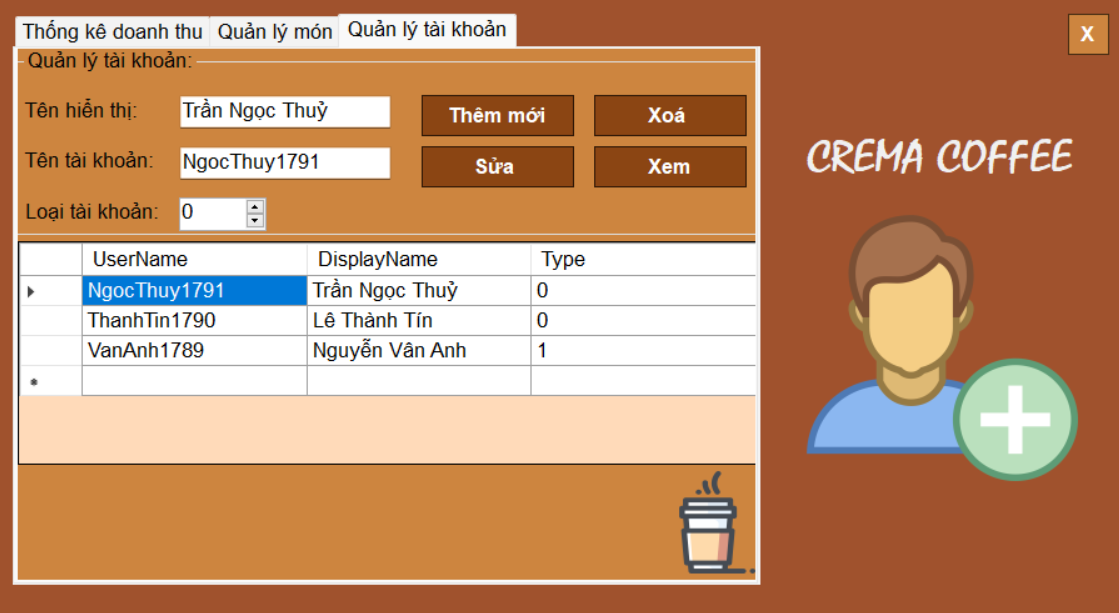 Thống kê doanh thu Quản lý món Quản lý tài khoản
X
Quản lý tài khoản:
Tên hiển thị: Trần Ngọc Thuỷ Thêm mới Xoá
Tên tài khoản: NgocThuy1791 Sửa Xem
Loại tài khoản: 0
CREMA COFFEE
UserName DisplayName Type
NgocThuy1791 Trần Ngọc Thuỷ 0
ThanhTin1790 Lê Thành Tín 0
VanAnh1789 Nguyễn Vân Anh 1